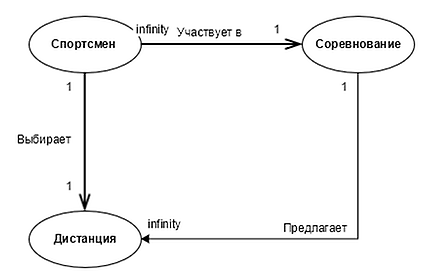 infinity
Участвует в
1
Спортсмен
Соревнование
1
1
Выбирает
1
infinity
Предлагает
Дистанция